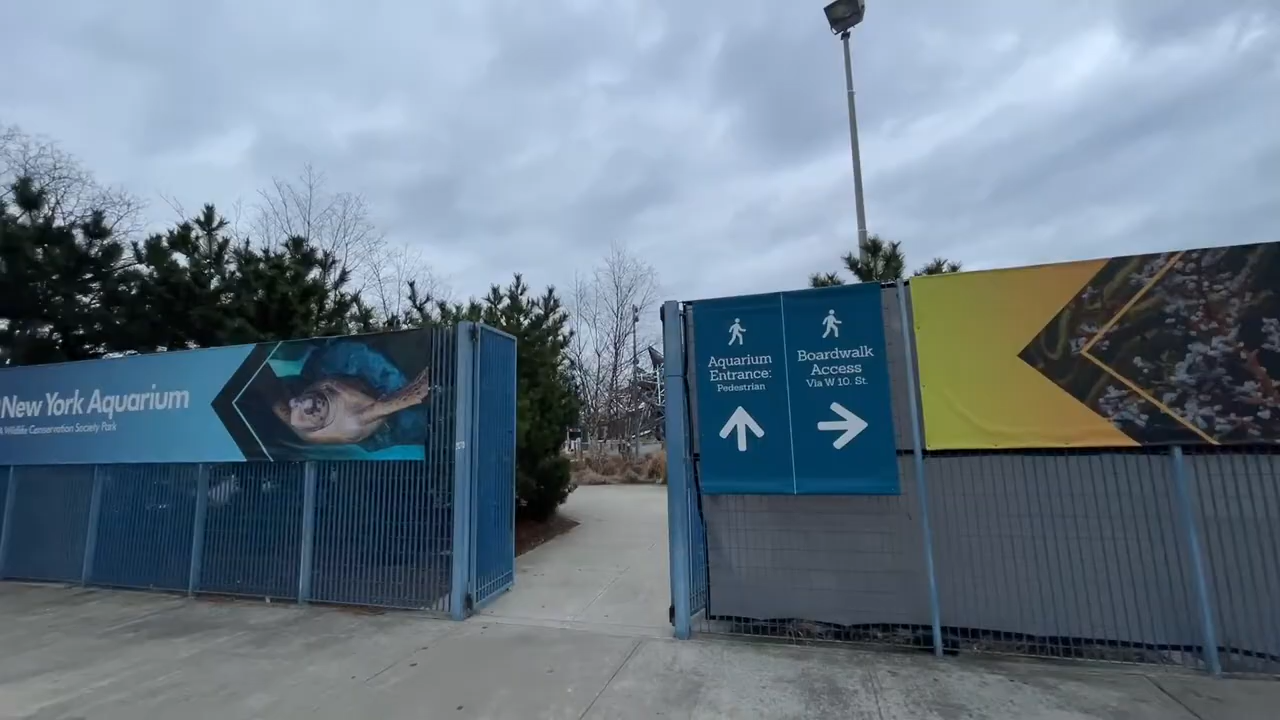 New York Aquarium
A Wildlife Conservation Society Park
Aquarium
Entrance:
Pedestrian
Boardwalk
Access
Via W 10. St.